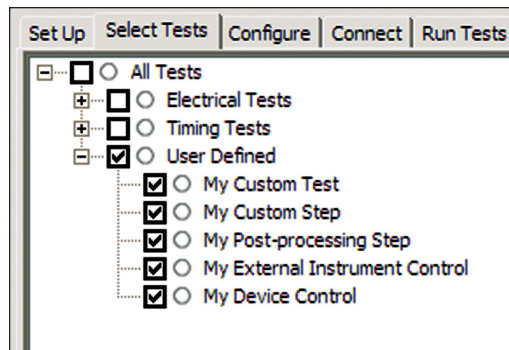 Set Up Select Tests Configure Connect Run Tests
All Tests
Electrical Tests
Timing Tests
User Defined
My Custom Test
My Custom Step
My Post-processing Step
My External Instrument Control
My Device Control